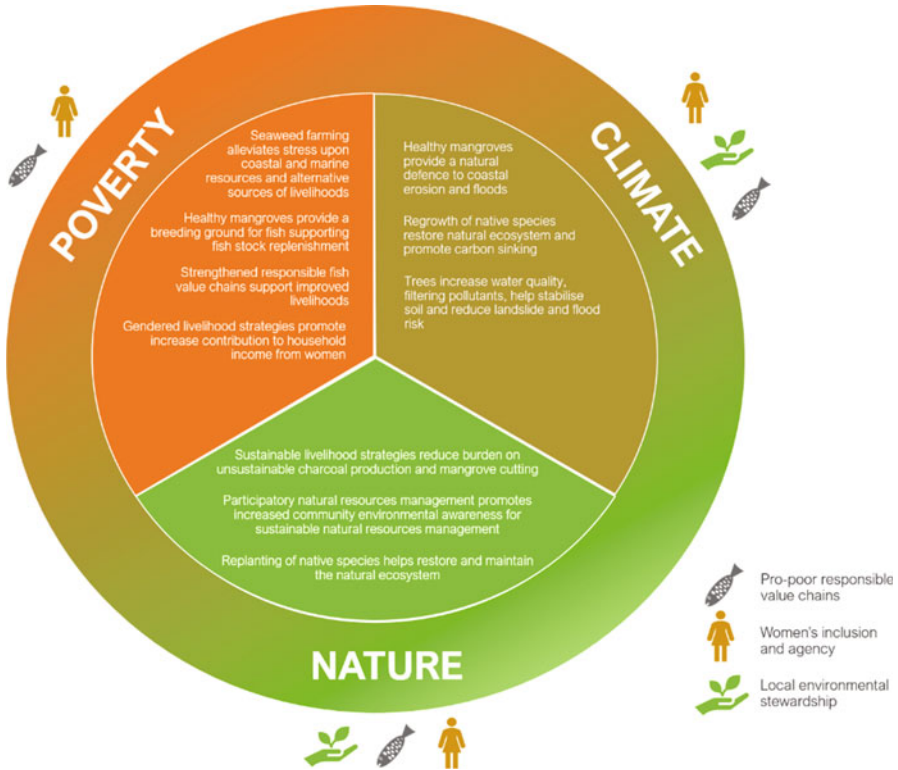 POVERTY
Seaweed farming
alleviates stress upon
coastal and marine
resources and alternative
sources of livelihoods
Healthy mangroves provide a
breeding ground for fish supporting
fish stock replenishment
Strengthened responsible fish
value chains support improved
livelihoods
Gendered livelihood strategies promote
increase contribution to household
income from women
CLIMATE
Healthy mangroves
provide a natural
defence to coastal
erosion and floods
Regrowth of native species
restore natural ecosystem and
promote carbon sinking
Trees increase water quality,
filtering pollutants, help stabilise
soil and reduce landslide and flood
risk
Sustainable livelihood strategies reduce burden on
unsustainable charcoal production and mangrove cutting
Participatory natural resources management promotes
increased community environmental awareness for
sustainable natural resources management
Replanting of native species helps restore and maintain
the natural ecosystem
NATURE
Pro-poor responsible
value chains
Women's inclusion
and agency
Local environmental
stewardship